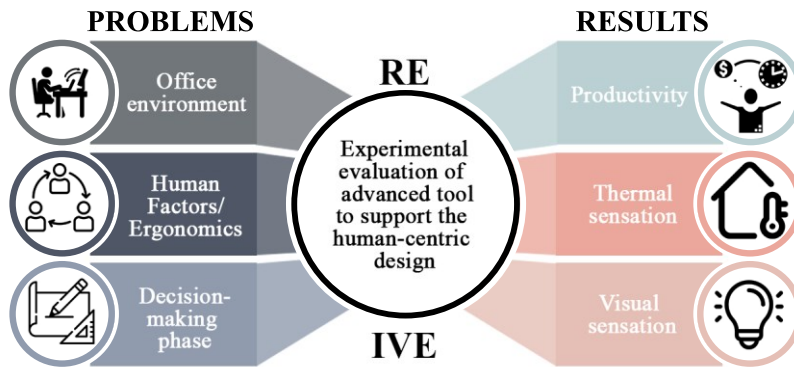 PROBLEMS
Office
environment
Human
Factors/
Ergonomics
Decision-
making
phase
RE
Experimental
evaluation of
advanced tool
to support the
human-centric
design
IVE
RESULTS
Productivity
$
Thermal
sensation
Visual
sensation